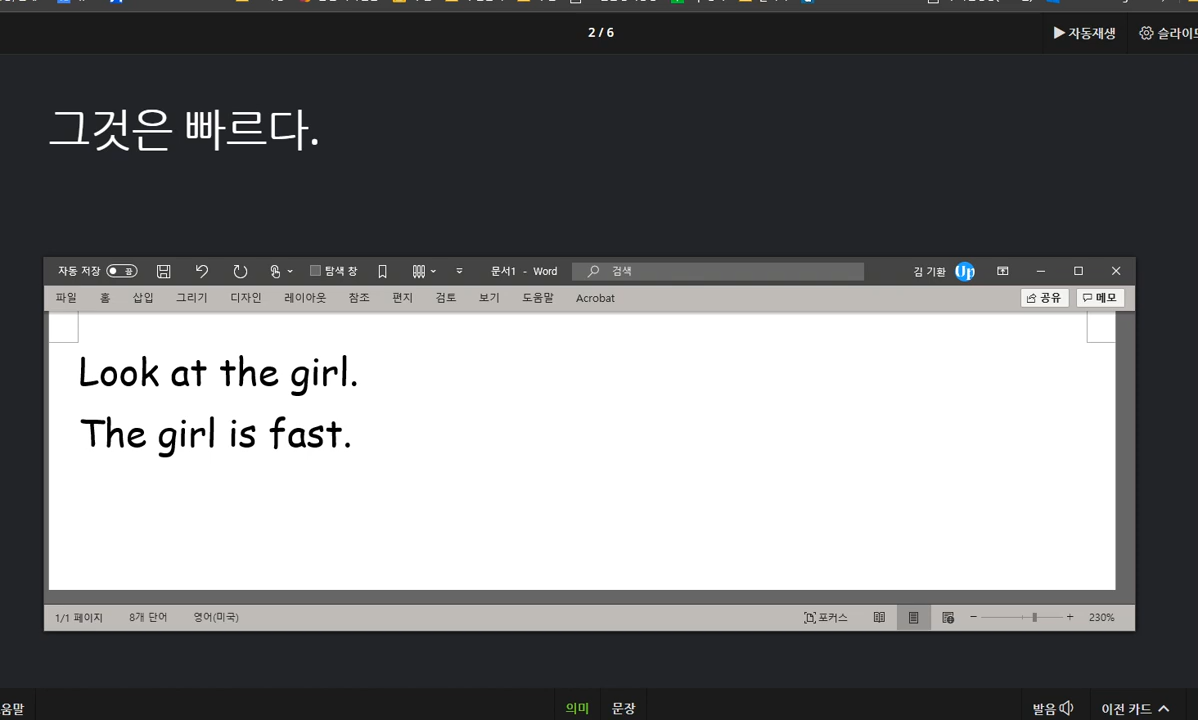 2 / 6
▶자동재생
슬라이드
그것은 빠르다.
자동 저장 끔
탐색 창
문서1 - Word
검색
김 기환
Up
파일 홈 삽입 그리기 디자인 레이아웃 참조 편지 검토 보기 도움말 Acrobat
공유
메모
Look at the girl.
The girl is fast.
1/1 페이지 8개 단어 영어(미국)
포커스
− + 230%
움말
의미 문장
발음
이전 카드